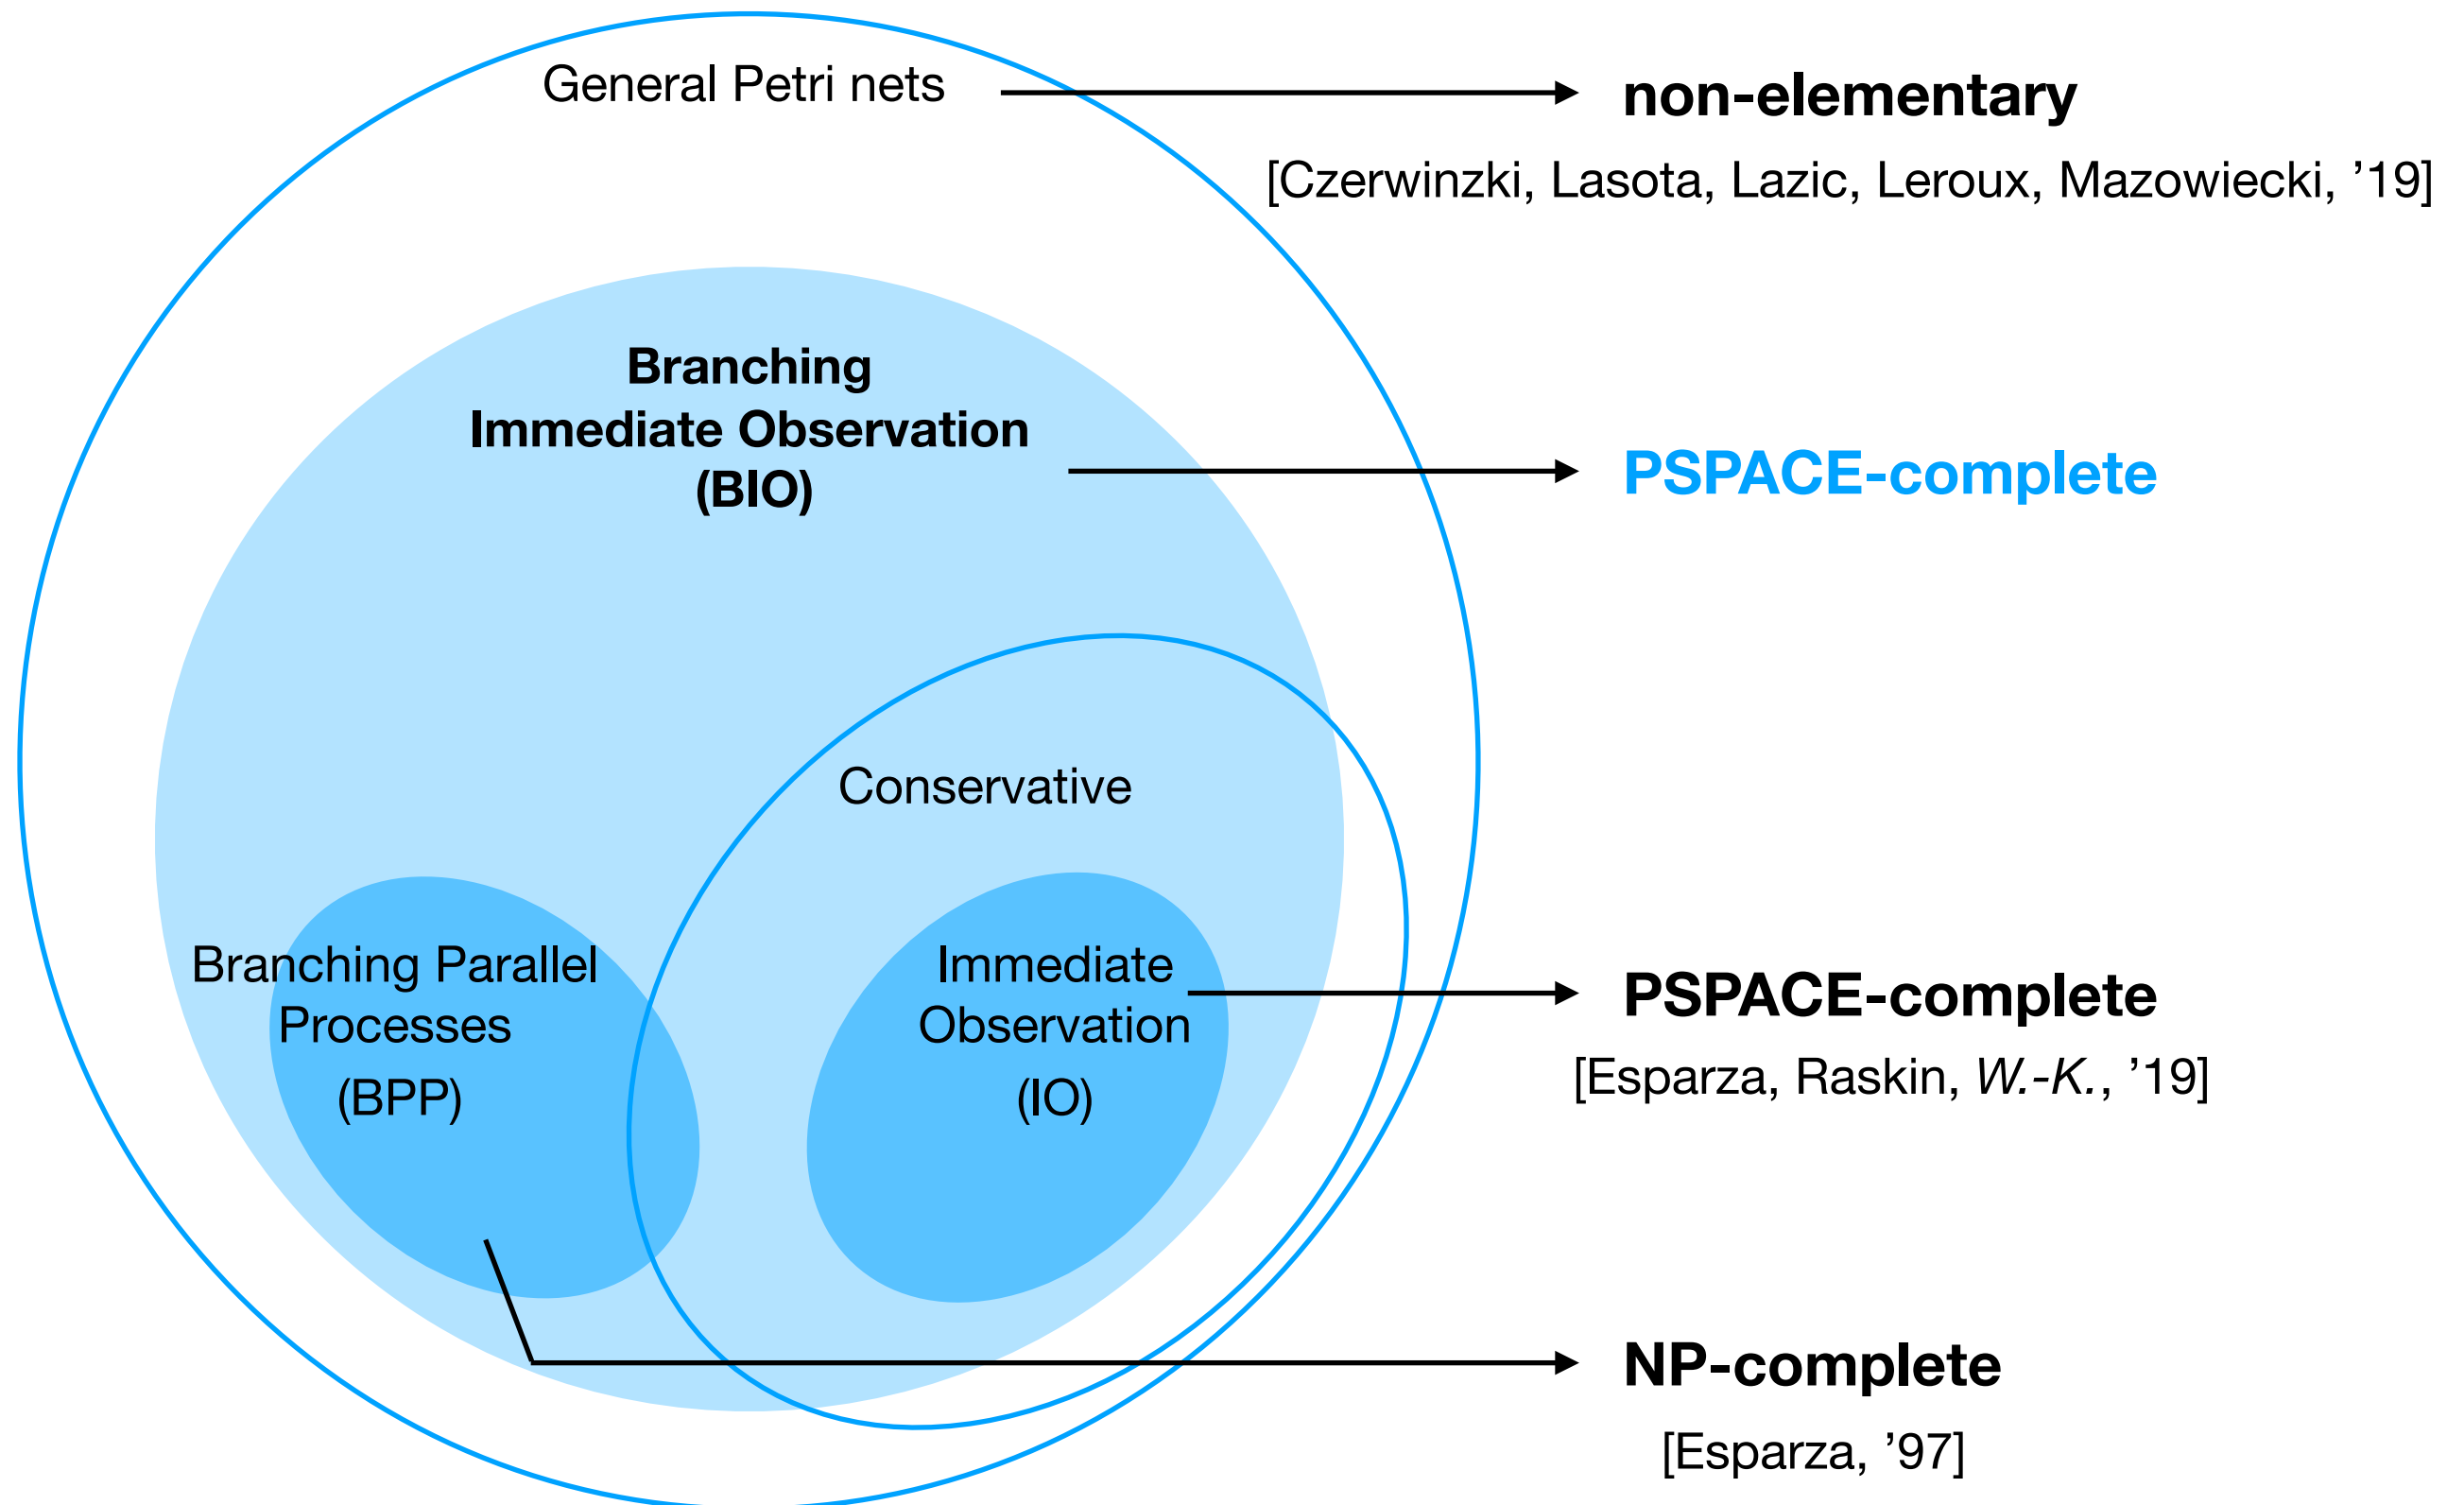 General Petri nets
non-elementary
[Czerwinzki, Lasota, Lazic, Leroux, Mazowiecki, ’19]
Branching
Immediate Observation
(BIO)
PSPACE-complete
Conservative
Branching Parallel
Processes
(BPP)
Immediate
Observation
(IO)
PSPACE-complete
[Esparza, Raskin, W.-K., ’19]
NP-complete
[Esparza, ’97]